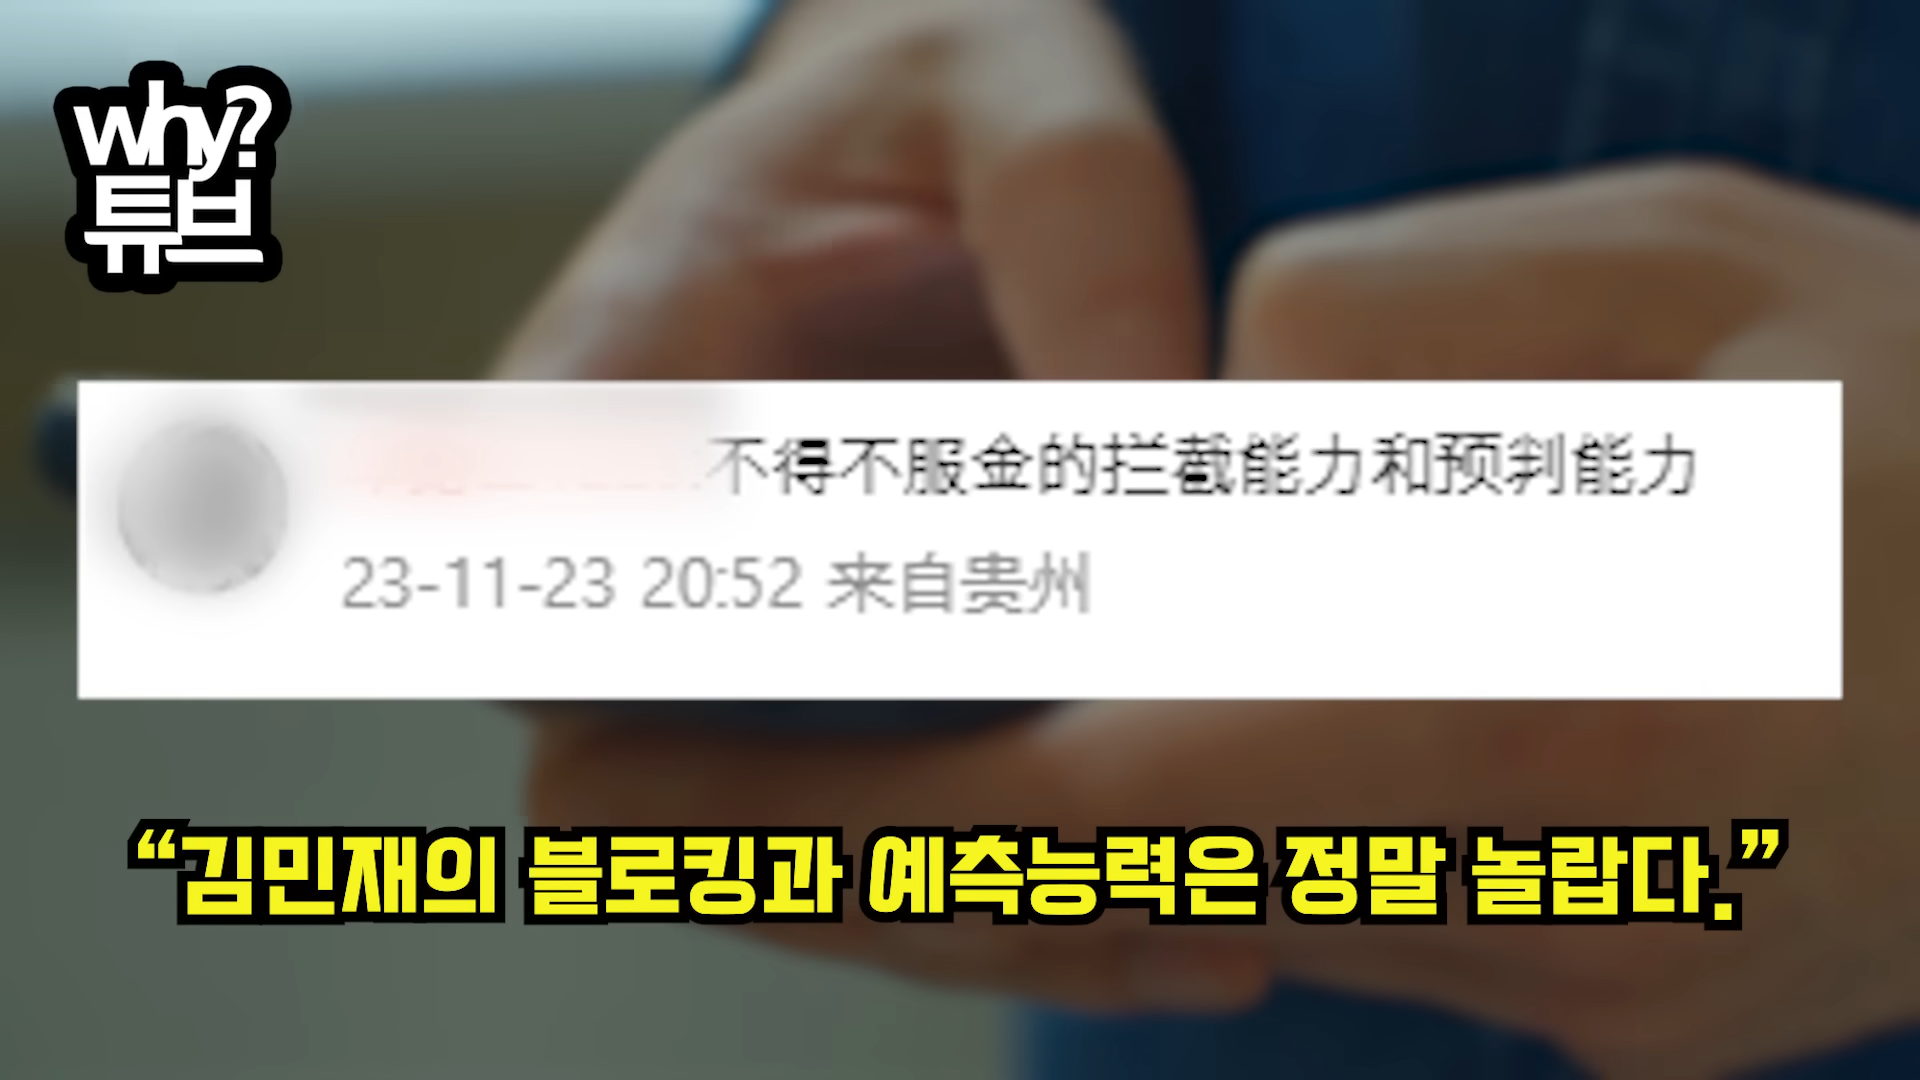 why?
튜브
不得不服金的拦截能力和预判能力
23-11-23 20:52 来自贵州
“김민재의 블로킹과 예측능력은 정말 놀랍다.”